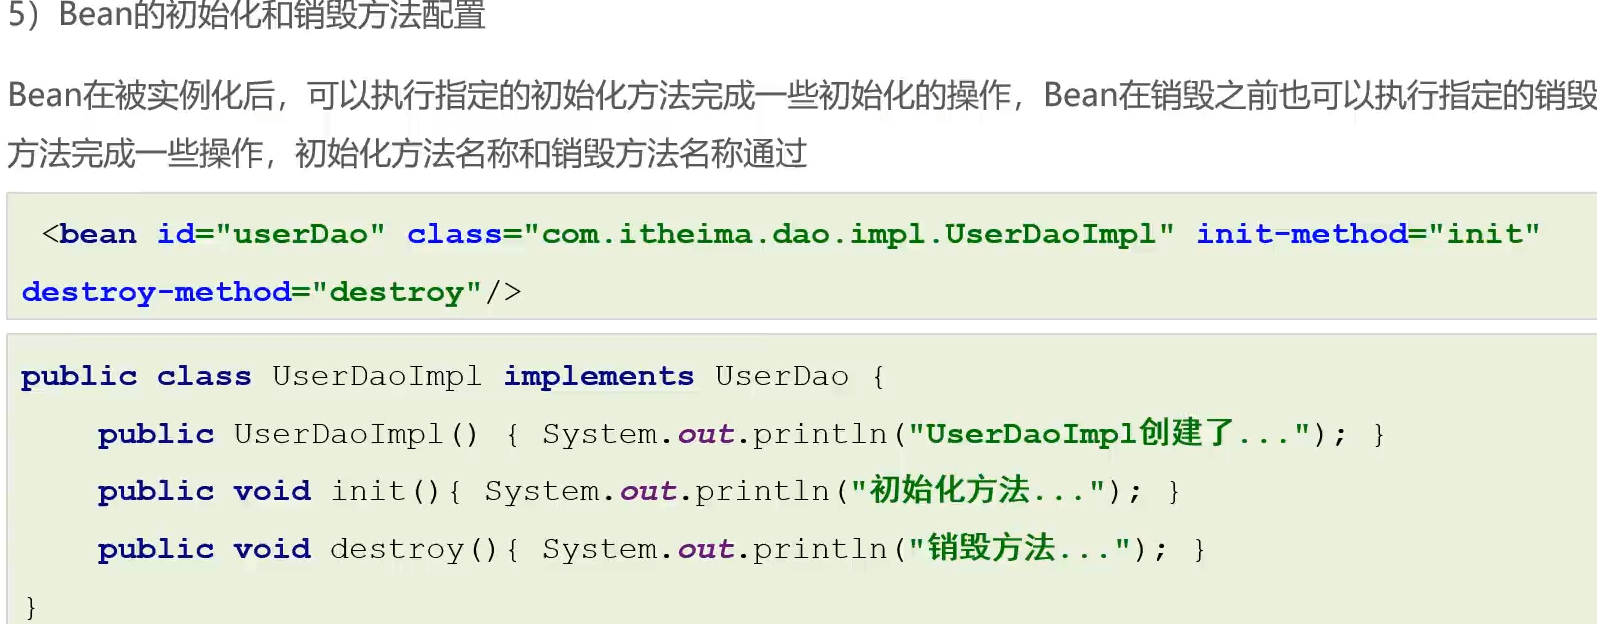 5）Bean的初始化和销毁方法配置
Bean在被实例化后，可以执行指定的初始化方法完成一些初始化的操作，Bean在销毁之前也可以执行指定的销毁
方法完成一些操作，初始化方法名称和销毁方法名称通过
<bean id="userDao" class="com.itheima.dao.impl.UserDaoImpl" init-method="init"
destroy-method="destroy"/>
public class UserDaoImpl implements UserDao {
    public UserDaoImpl() { System.out.println("UserDaoImpl创建了..."); }
    public void init(){ System.out.println("初始化方法..."); }
    public void destroy(){ System.out.println("销毁方法..."); }
}